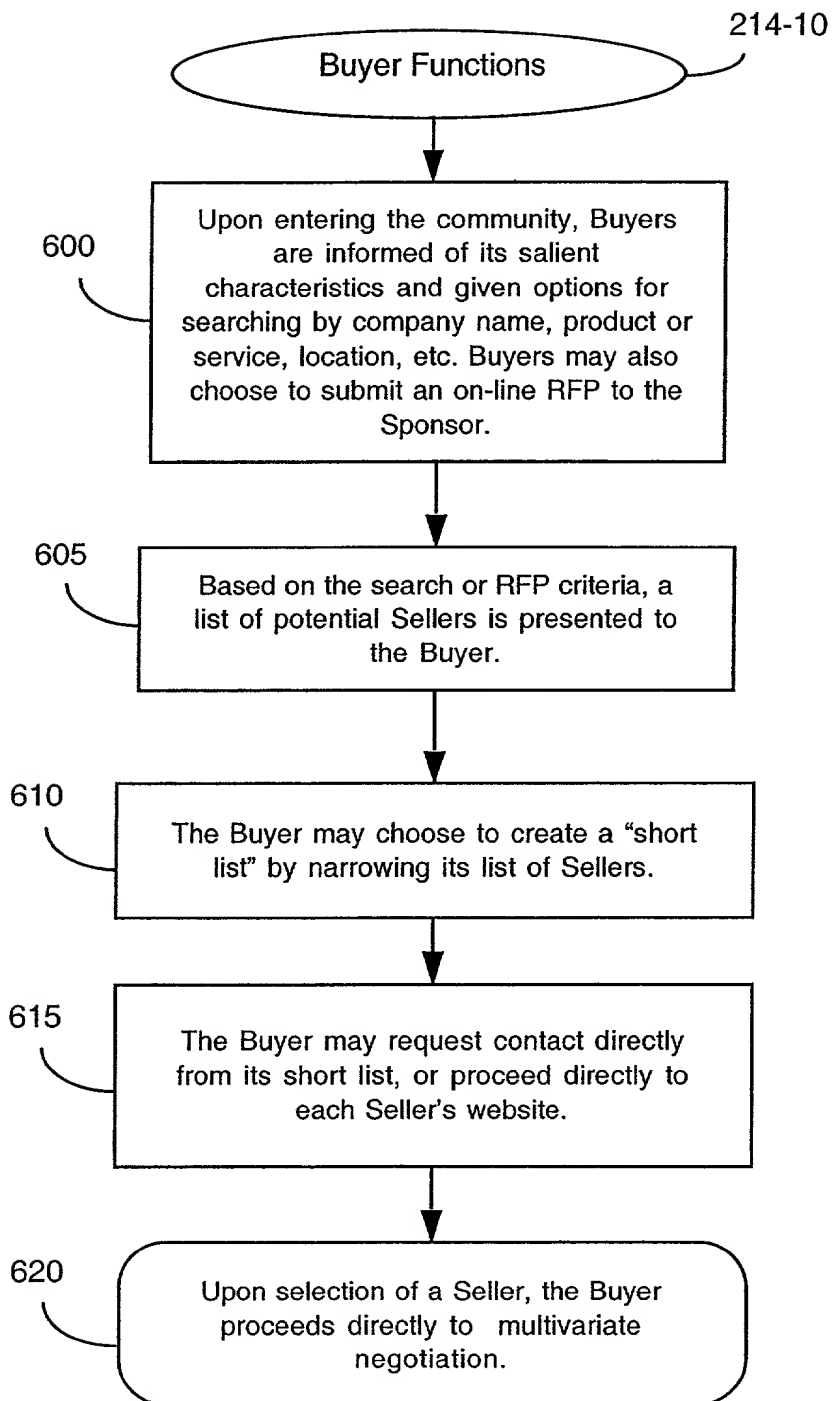 214-10
Buyer Functions
600
Upon entering the community, Buyers
are informed of its salient
characteristics and given options for
searching by company name, product or
service, location, etc. Buyers may also
choose to submit an on-line RFP to the
Sponsor.
605
Based on the search or RFP criteria, a
list of potential Sellers is presented to
the Buyer.
610
The Buyer may choose to create a “short
list” by narrowing its list of Sellers.
615
The Buyer may request contact directly
from its short list, or proceed directly to
each Seller’s website.
620
Upon selection of a Seller, the Buyer
proceeds directly to multivariate
negotiation.